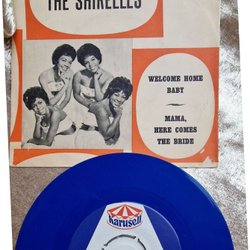 THE SHIRELLES
WELCOME HOME
BABY
MAMA,
HERE COMES
THE BRIDE
Karusell